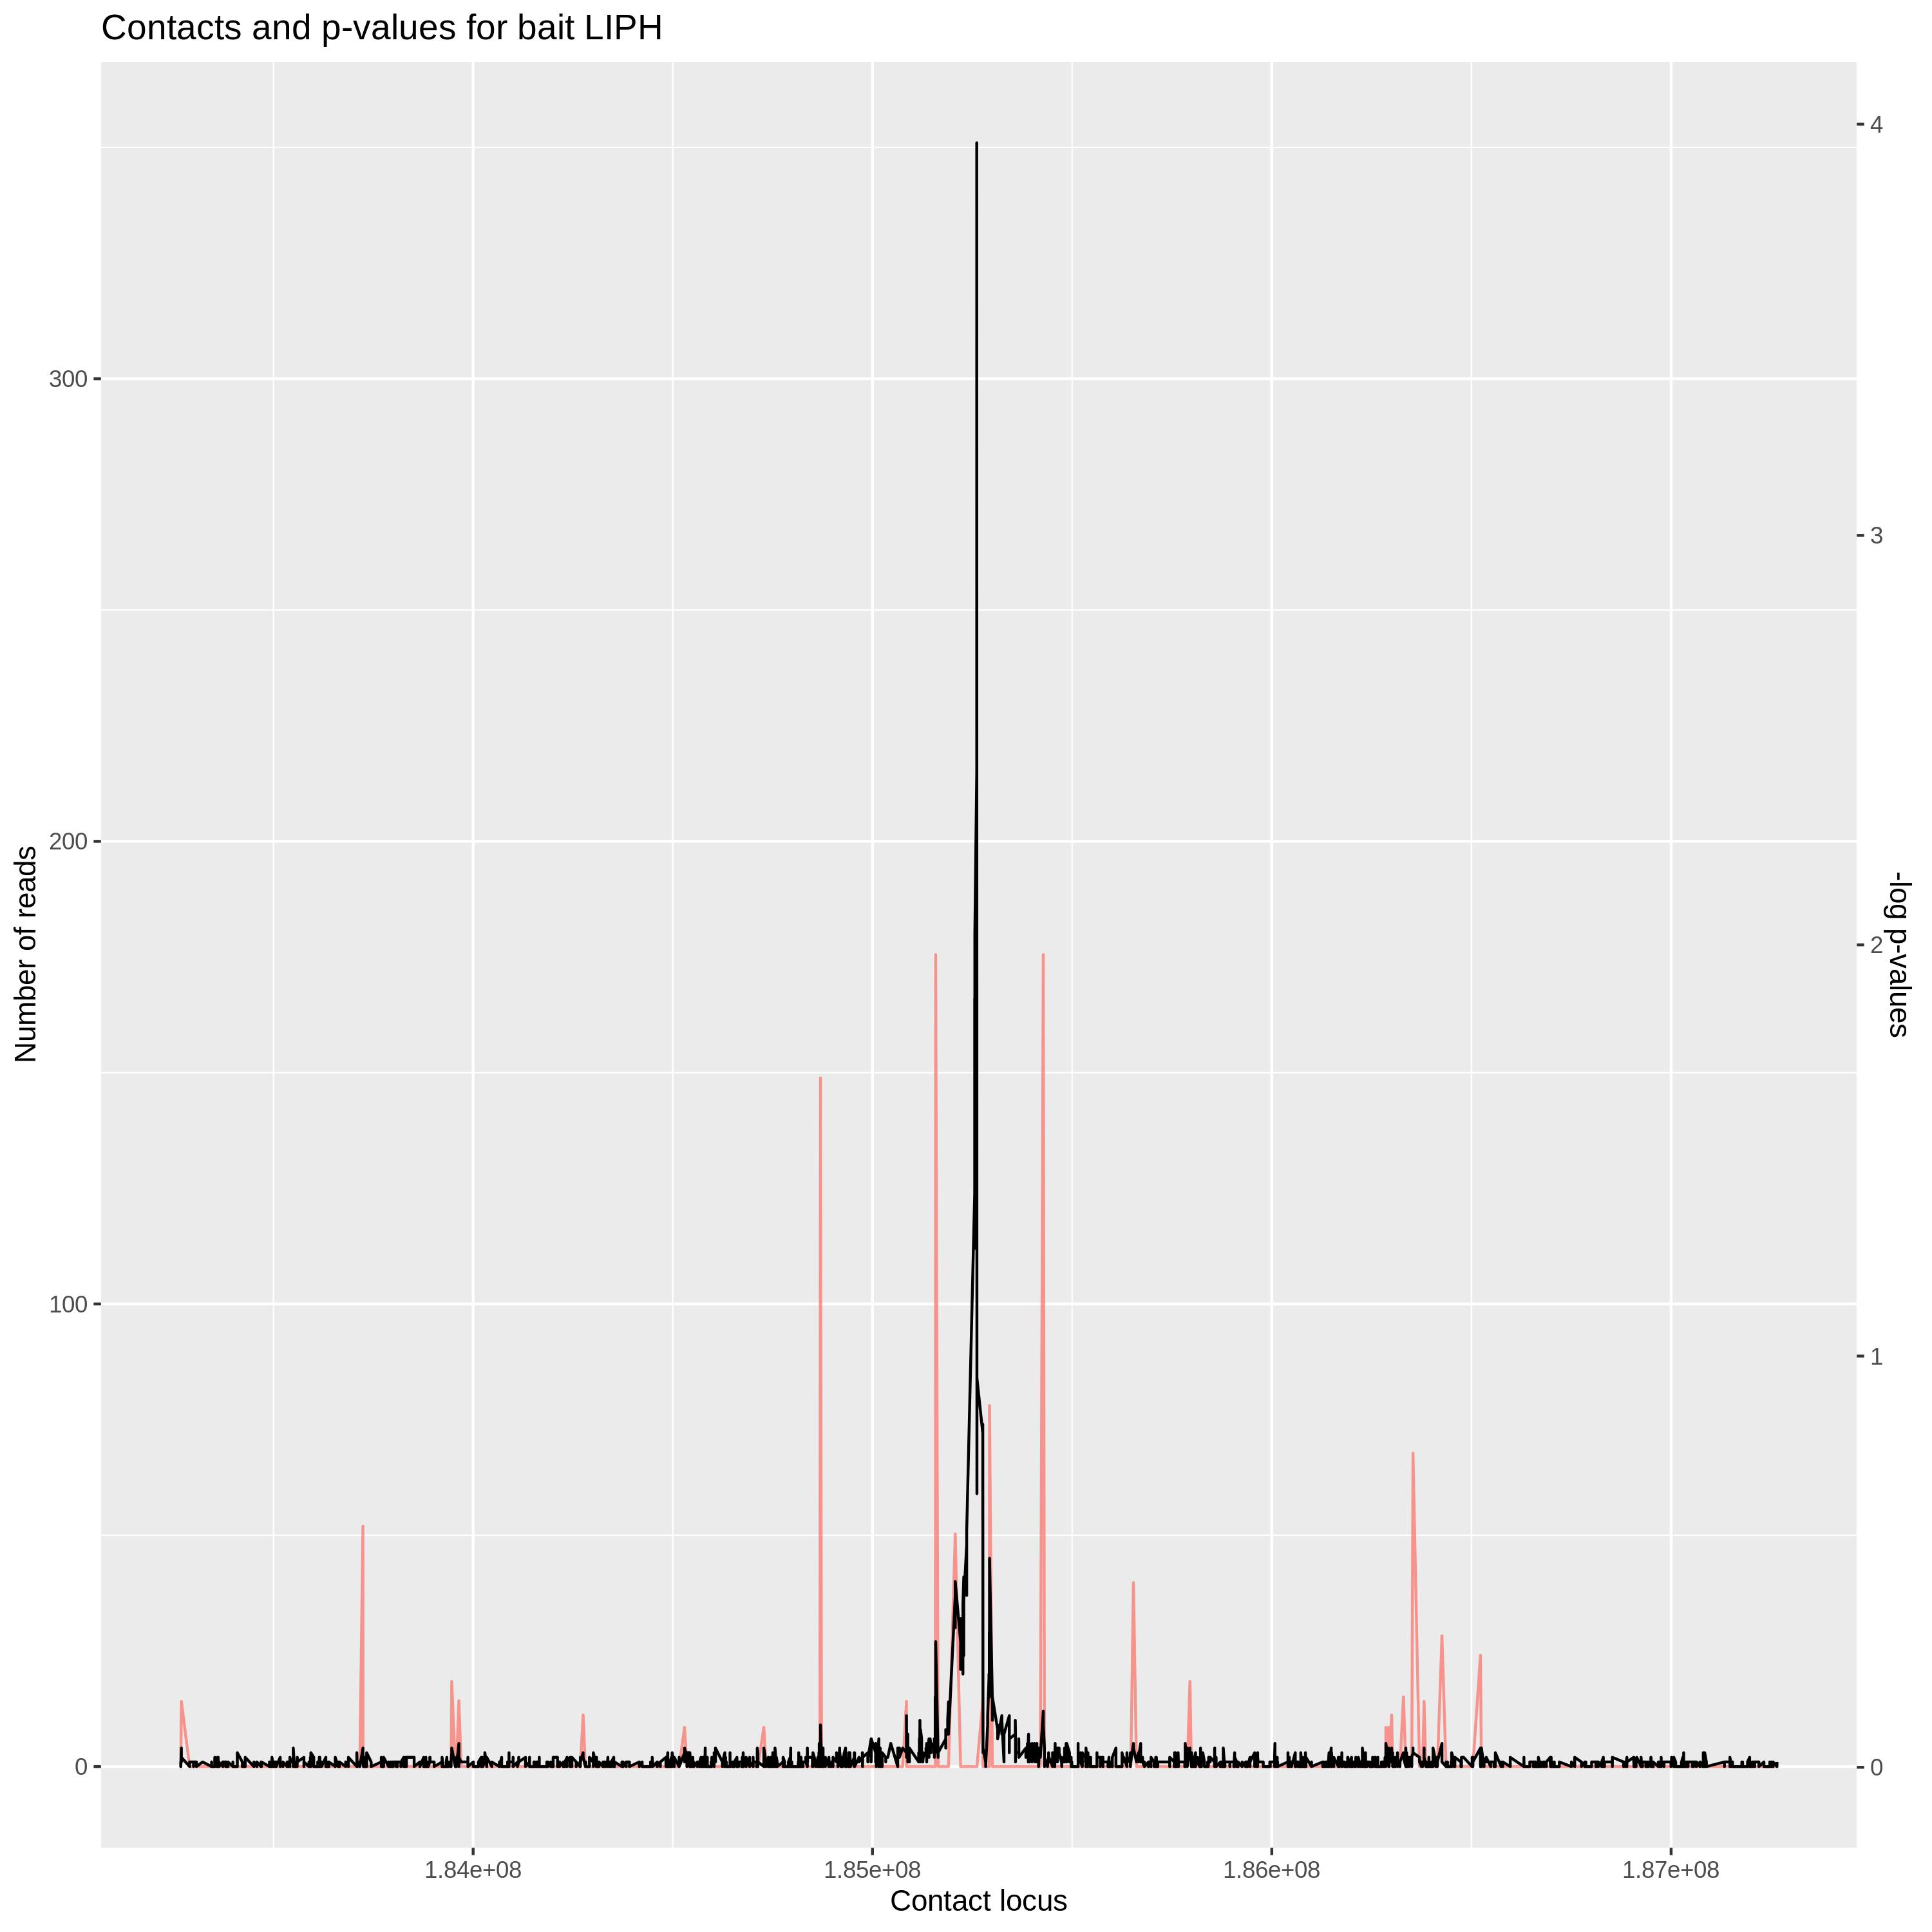 Contacts and p-values for bait LIPH
4
3
2
1
0
300
200
100
0
Number of reads
-log p-values
1.84e+08 1.85e+08 1.86e+08 1.87e+08
Contact locus